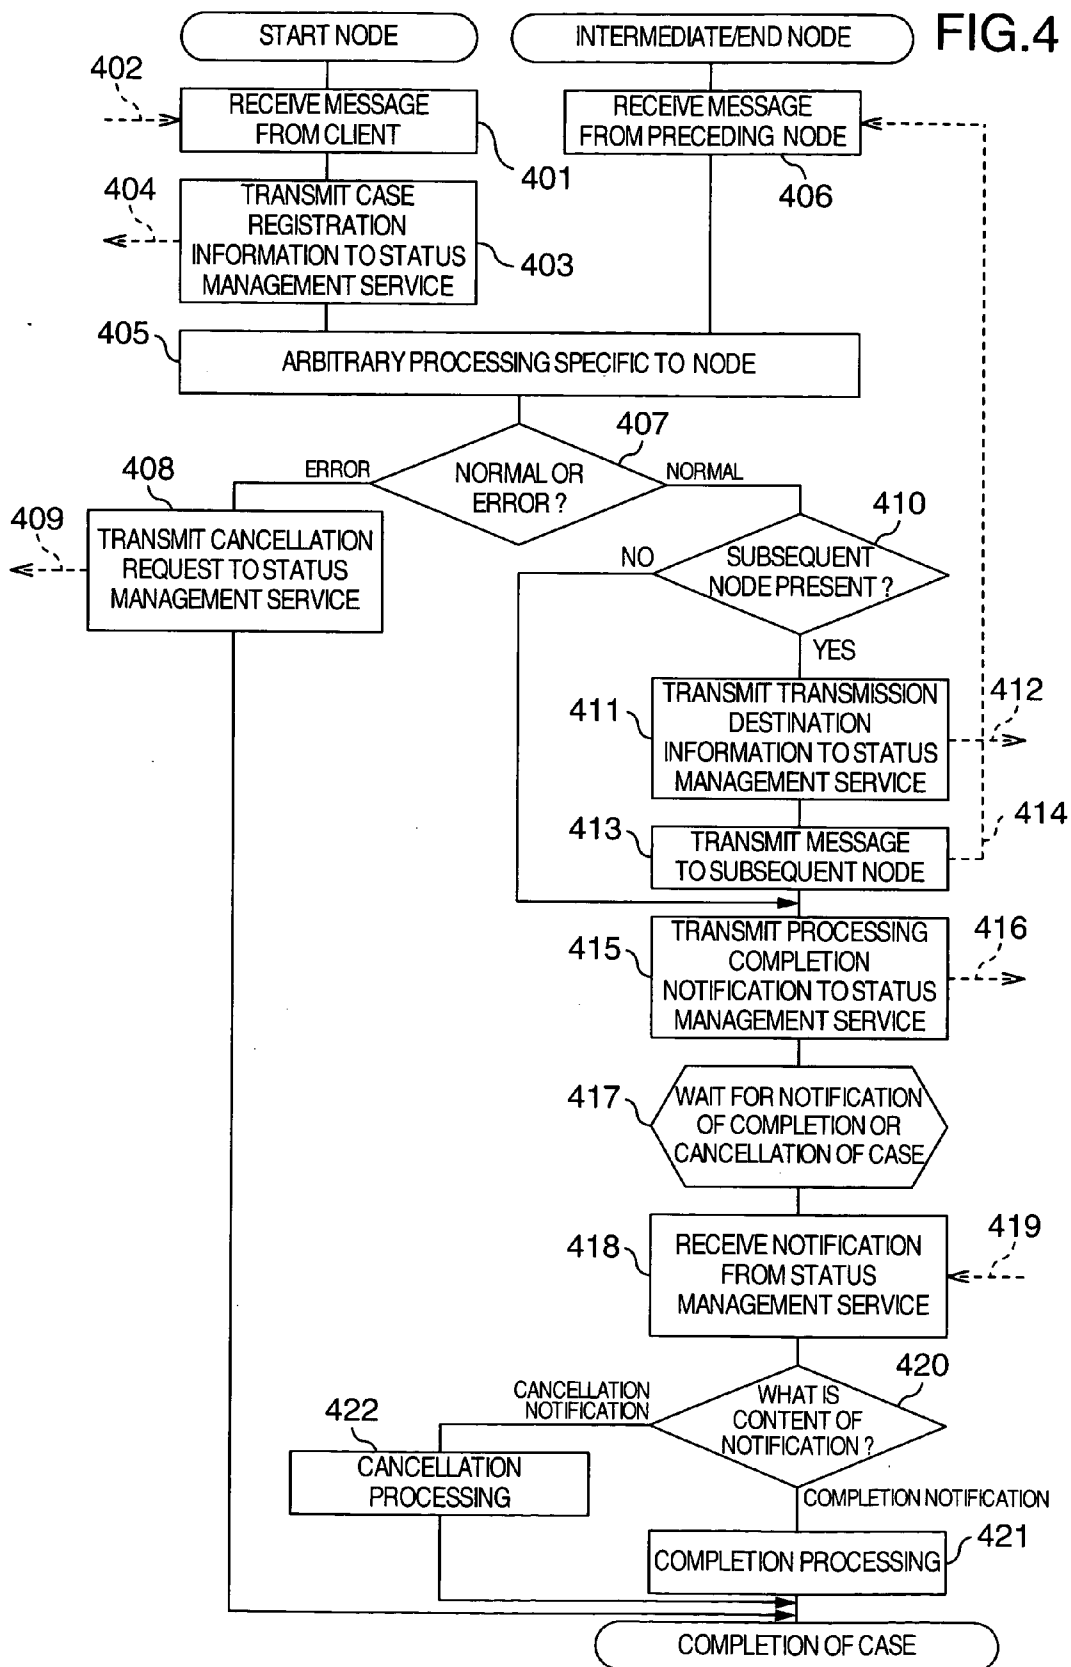 FIG.4
START NODE
INTERMEDIATE/END NODE
402
RECEIVE MESSAGE
FROM CLIENT
401
RECEIVE MESSAGE
FROM PRECEDING NODE
406
404
TRANSMIT CASE
REGISTRATION
INFORMATION TO STATUS
MANAGEMENT SERVICE
403
405
ARBITRARY PROCESSING SPECIFIC TO NODE
407
NORMAL OR
ERROR ?
ERROR
NORMAL
408
409
TRANSMIT CANCELLATION
REQUEST TO STATUS
MANAGEMENT SERVICE
410
SUBSEQUENT
NODE PRESENT ?
NO
YES
411
TRANSMIT TRANSMISSION
DESTINATION
INFORMATION TO STATUS
MANAGEMENT SERVICE
412
413
TRANSMIT MESSAGE
TO SUBSEQUENT NODE
414
415
TRANSMIT PROCESSING
COMPLETION
NOTIFICATION TO STATUS
MANAGEMENT SERVICE
416
417
WAIT FOR NOTIFICATION
OF COMPLETION OR
CANCELLATION OF CASE
418
RECEIVE NOTIFICATION
FROM STATUS
MANAGEMENT SERVICE
419
420
WHAT IS
CONTENT OF
NOTIFICATION ?
CANCELLATION
NOTIFICATION
422
CANCELLATION
PROCESSING
COMPLETION NOTIFICATION
421
COMPLETION PROCESSING
COMPLETION OF CASE